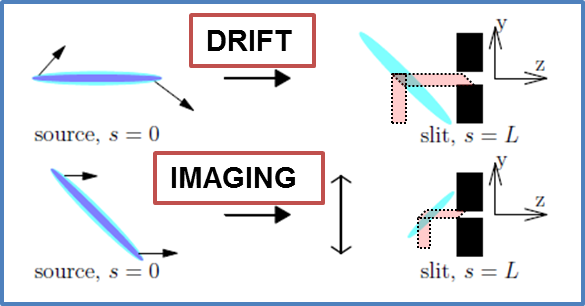 DRIFT
y
z
source, s = 0
slit, s = L
IMAGING
y
z
source, s = 0
slit, s = L